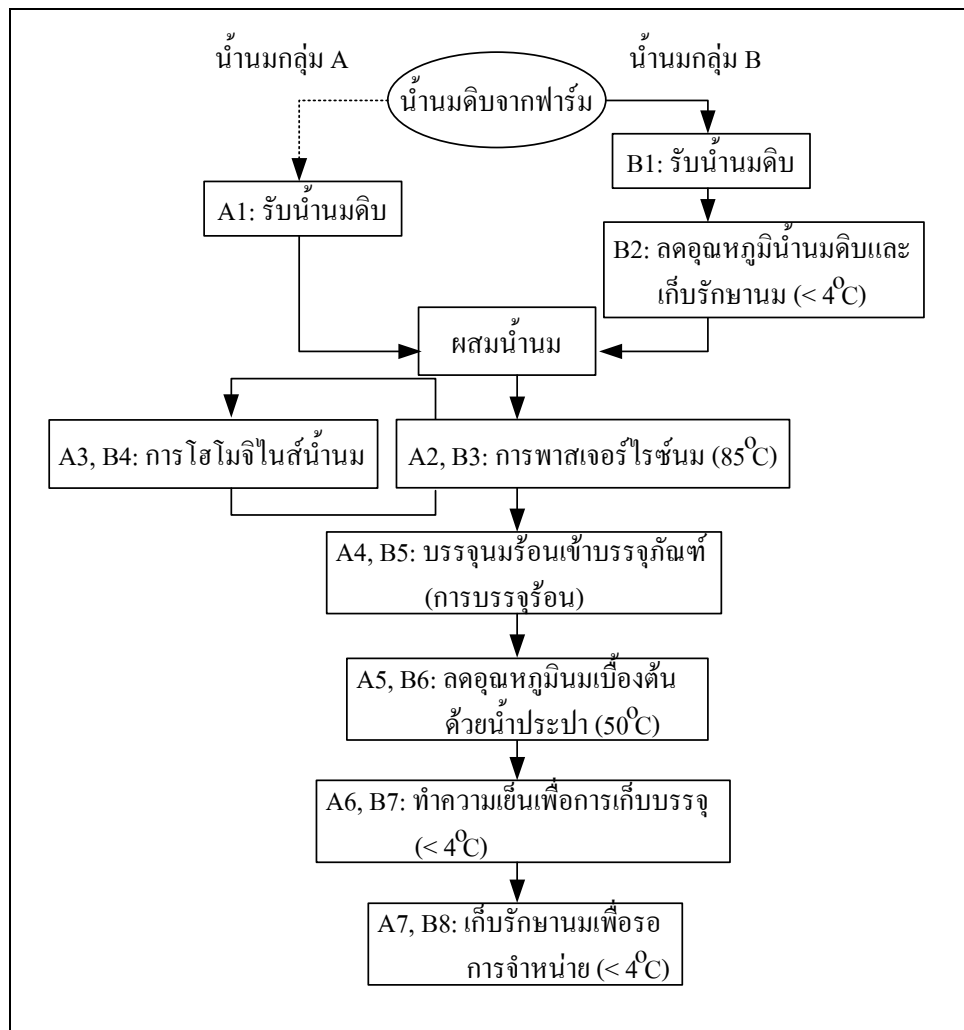 น้ำนมกลุ่ม A
น้ำนมกลุ่ม B
น้ำนมดิบจากฟาร์ม
B1: รับน้ำนมดิบ
A1: รับน้ำนมดิบ
B2: ลดอุณหภูมิน้ำนมดิบและ
เก็บรักษานม (< 4°C)
ผสมน้ำนม
A3, B4: การโฮโมจิไนส์น้ำนม
A2, B3: การพาสเจอร์ไรซ์นม (85°C)
A4, B5: บรรจุนมร้อนเข้าบรรจุภัณฑ์
(การบรรจุร้อน)
A5, B6: ลดอุณหภูมินมเบื้องต้น
ด้วยน้ำประปา (50°C)
A6, B7: ทำความเย็นเพื่อการเก็บบรรจุ
(< 4°C)
A7, B8: เก็บรักษานมเพื่อรอ
การจำหน่าย (< 4°C)